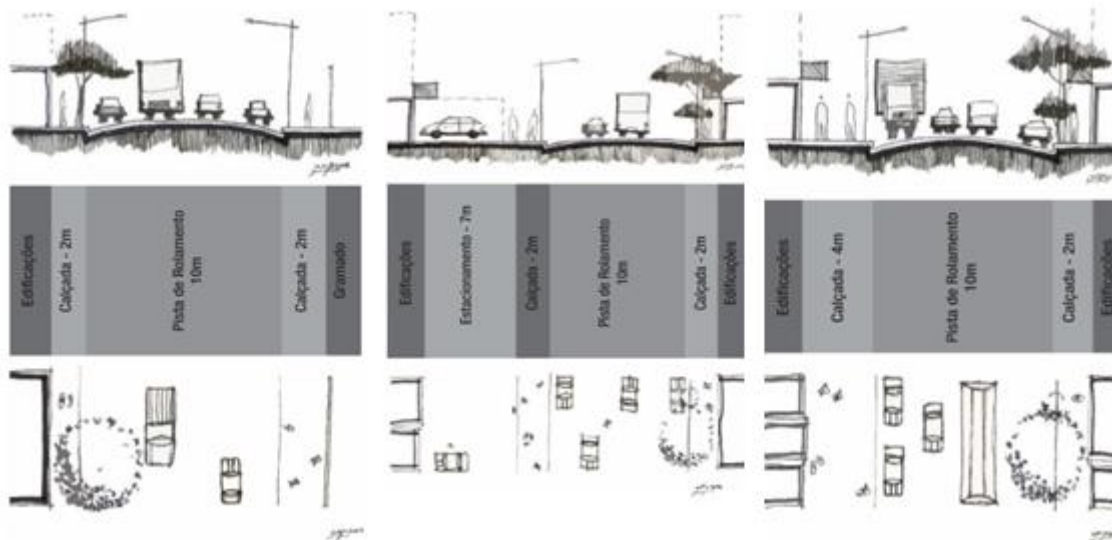 Edificações
Calçada - 2m
Pista de Rolamento
10m
Calçada - 2m
Gramado
Edificações
Estacionamento - 7m
Calçada - 2m
Pista de Rolamento
10m
Calçada - 2m
Edificações
Edificações
Calçada - 4m
Pista de Rolamento
10m
Calçada - 2m
Edificações